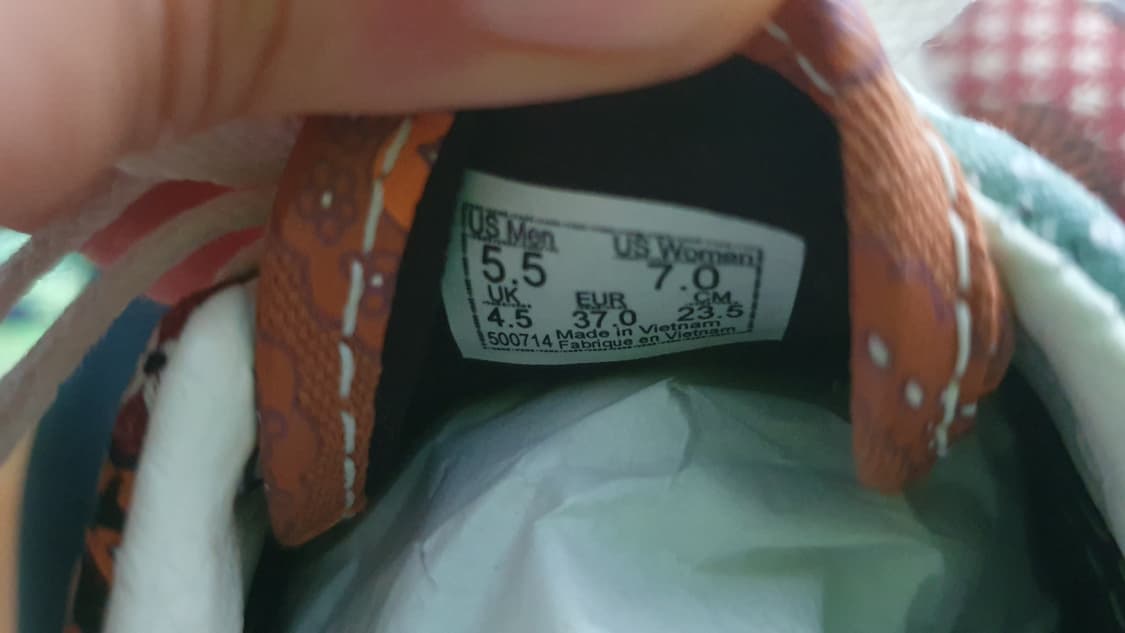 US Men US Women
5.5 7.0
UK EUR CM
4.5 37.0 23.5
500714 Made in Vietnam
Fabrique en Vietnam